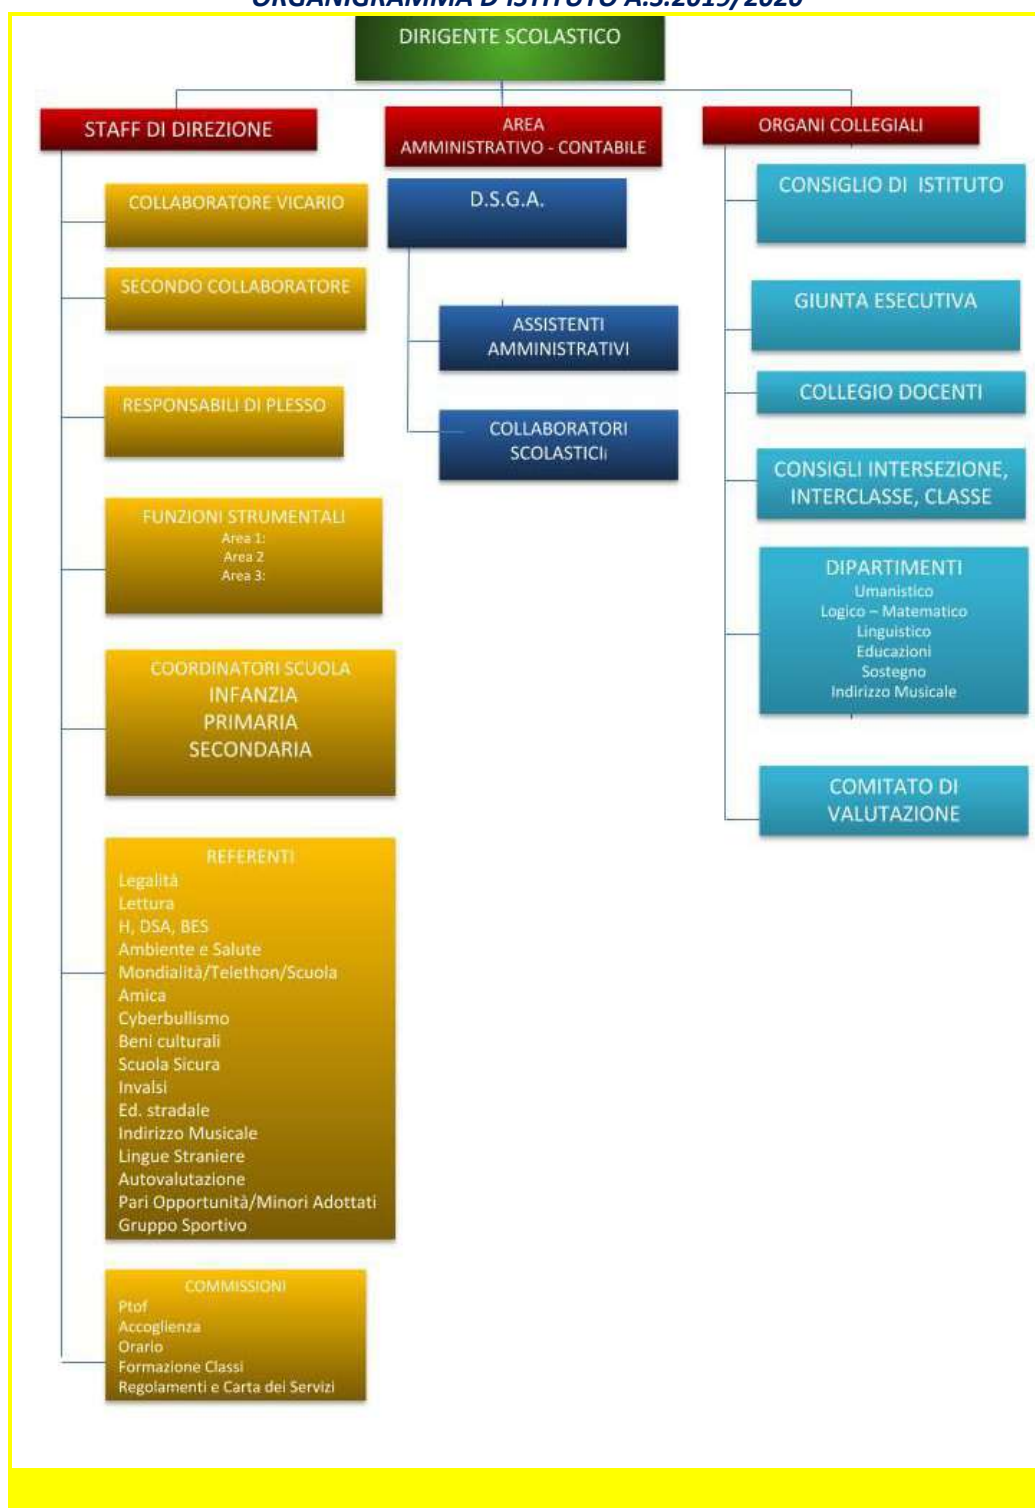 ORGANIGRAMMA D'ISTITUTO A.S.2019/2020
DIRIGENTE SCOLASTICO
STAFF DI DIREZIONE
COLLABORATORE VICARIO
SECONDO COLLABORATORE
RESPONSABILI DI PLESSO
FUNZIONI STRUMENTALI
Area 1:
Area 2
Area 3:
COORDINATORI SCUOLA
INFANZIA
PRIMARIA
SECONDARIA
REFERENTI
Legalità
Lettura
H, DSA, BES
Ambiente e Salute
Mondialità/Telethon/Scuola
Amica
Cyberbullismo
Beni culturali
Scuola Sicura
Invalsi
Ed. stradale
Indirizzo Musicale
Lingue Straniere
Autovalutazione
Pari Opportunità/Minori Adottati
Gruppo Sportivo
COMMISSIONI
Ptof
Accoglienza
Orario
Formazione Classi
Regolamenti e Carta dei Servizi
AREA
AMMINISTRATIVO - CONTABILE
D.S.G.A.
ASSISTENTI
AMMINISTRATIVI
COLLABORATORI
SCOLASTICIi
ORGANI COLLEGIALI
CONSIGLIO DI ISTITUTO
GIUNTA ESECUTIVA
COLLEGIO DOCENTI
CONSIGLI INTERSEZIONE,
INTERCLASSE, CLASSE
DIPARTIMENTI
Umanistico
Logico – Matematico
Linguistico
Educazioni
Sostegno
Indirizzo Musicale
COMITATO DI
VALUTAZIONE